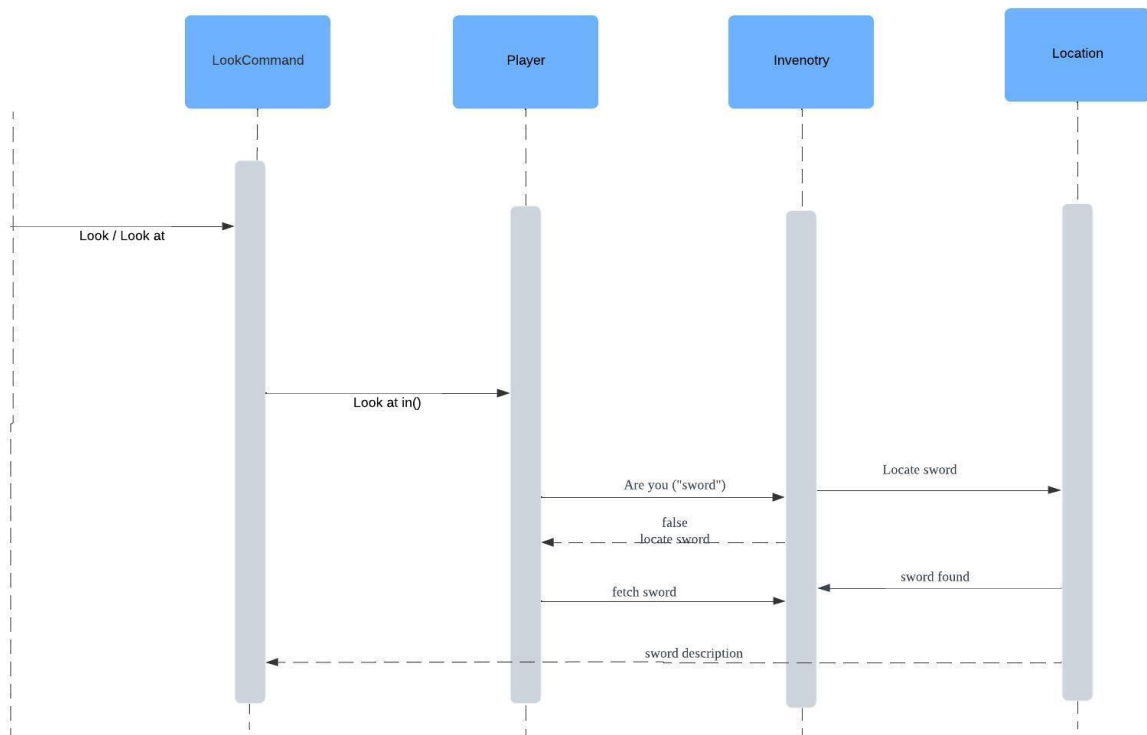 LookCommand
Player
Invenotry
Location
Look / Look at
Look at in()
Locate sword
Are you ("sword")
false
locate sword
sword found
fetch sword
sword description